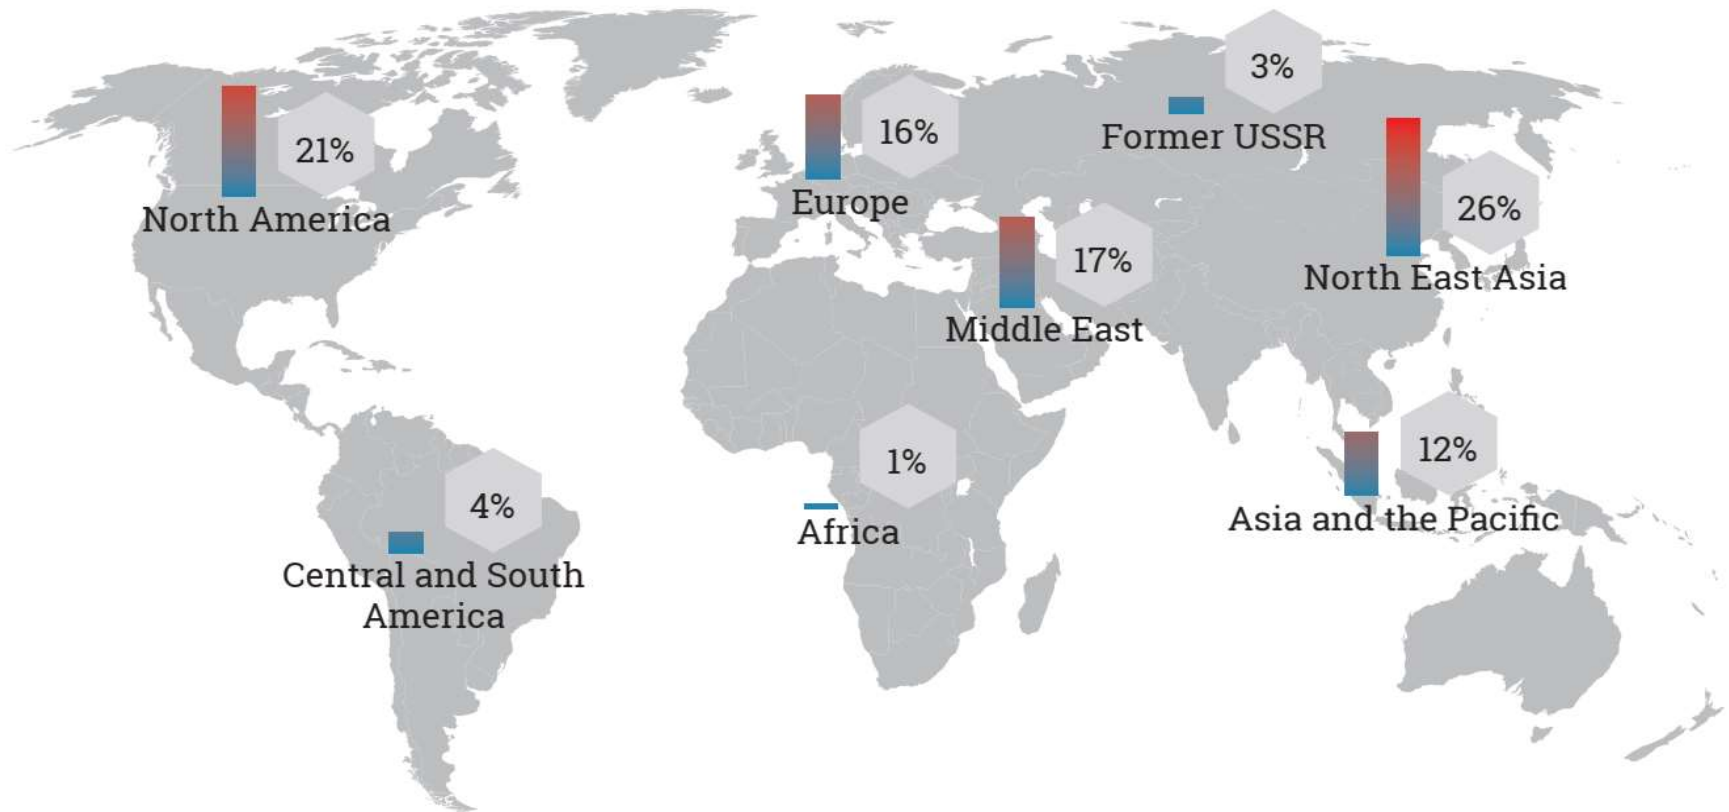 3%
Former USSR
16%
Europe
21%
North America
26%
North East Asia
17%
Middle East
12%
Asia and the Pacific
1%
Africa
4%
Central and South
America